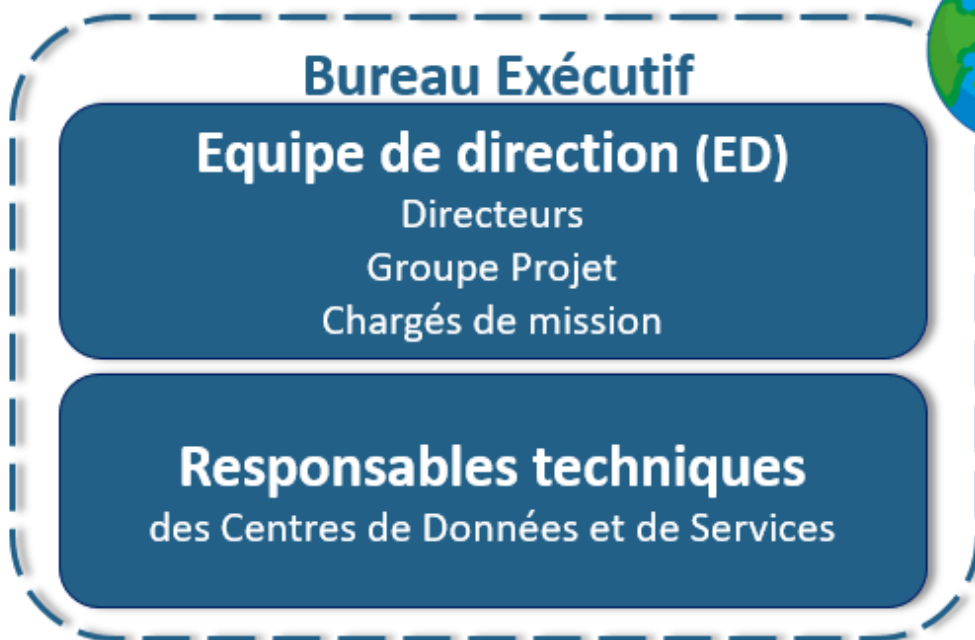 Bureau Exécutif
Equipe de direction (ED)
Directeurs
Groupe Projet
Chargés de mission
Responsables techniques
des Centres de Données et de Services